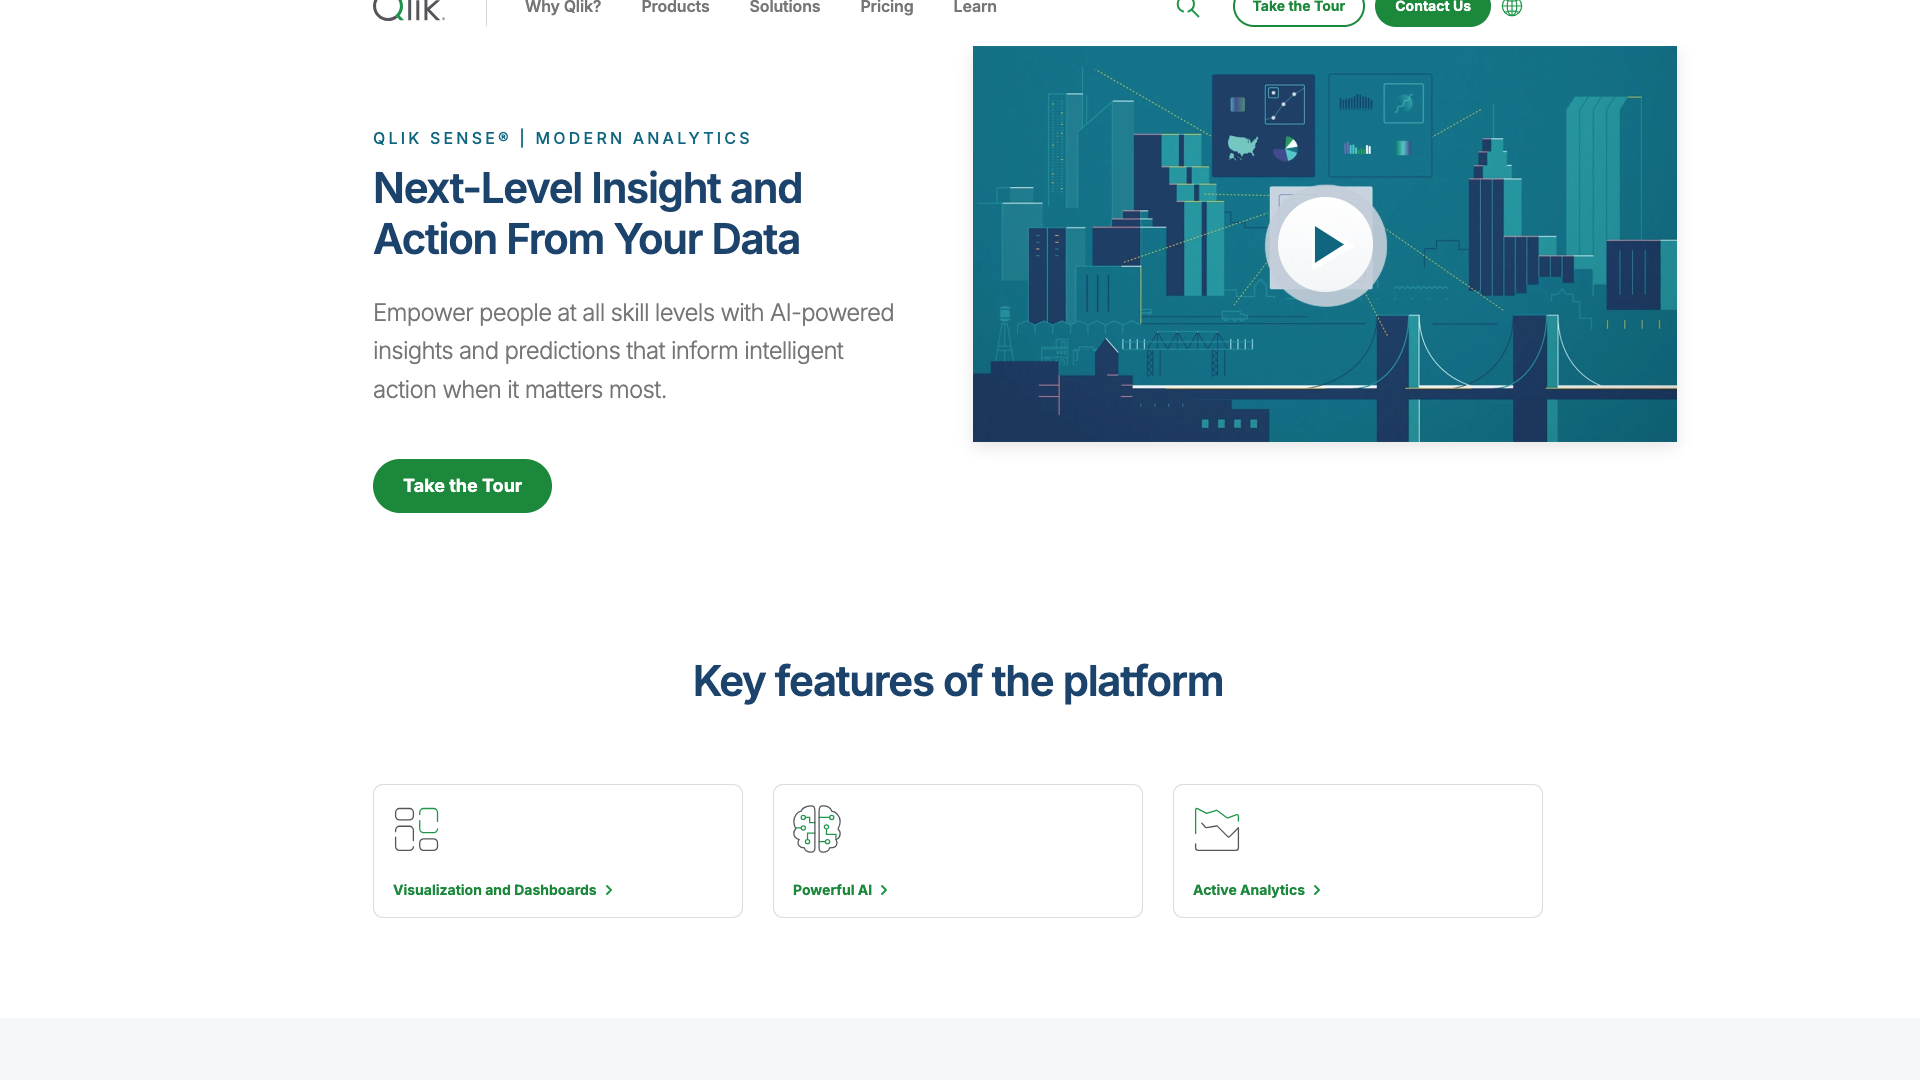 Qlik
Why Qlik?
Products
Solutions
Pricing
Learn
Take the Tour
Contact Us
QLIK SENSE® | MODERN ANALYTICS
Next-Level Insight and
Action From Your Data
Empower people at all skill levels with AI-powered
insights and predictions that inform intelligent
action when it matters most.
Take the Tour
Key features of the platform
Visualization and Dashboards
Powerful AI
Active Analytics